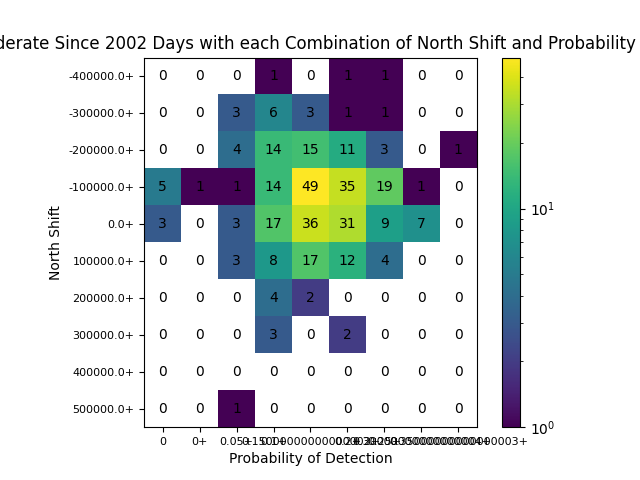 derate Since 2002 Days with each Combination of North Shift and Probability
-400000.0+ 0 0 0 1 0 1 1 0 0
-300000.0+ 0 0 3 6 3 1 1 0 0
-200000.0+ 0 0 4 14 15 11 3 0 1
-100000.0+ 5 1 1 14 49 35 19 1 0
0.0+ 3 0 3 17 36 31 9 7 0
100000.0+ 0 0 3 8 17 12 4 0 0
200000.0+ 0 0 0 4 2 0 0 0 0
300000.0+ 0 0 0 3 0 2 0 0 0
400000.0+ 0 0 0 0 0 0 0 0 0
500000.0+ 0 0 1 0 0 0 0 0 0
0 0+ 0.05+
Probability of Detection
North Shift
10¹
10⁰